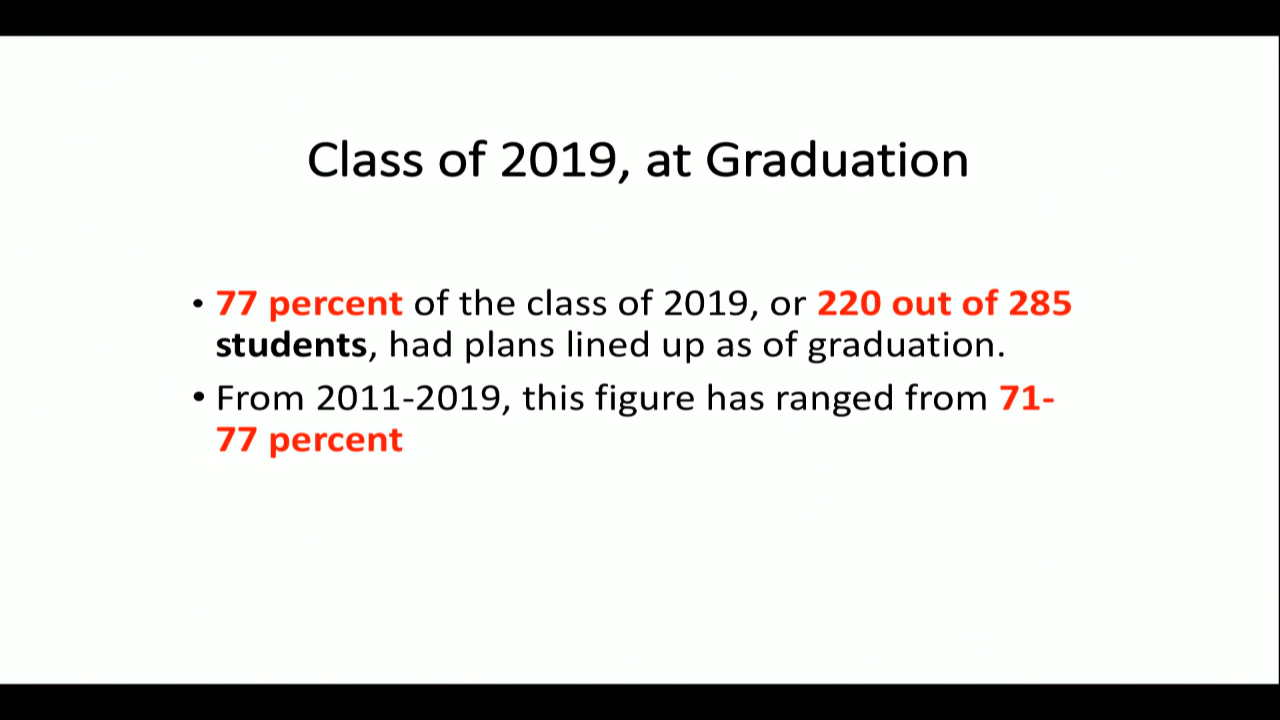 Class of 2019, at Graduation
• 77 percent of the class of 2019, or 220 out of 285
students, had plans lined up as of graduation.
• From 2011-2019, this figure has ranged from 71-
77 percent